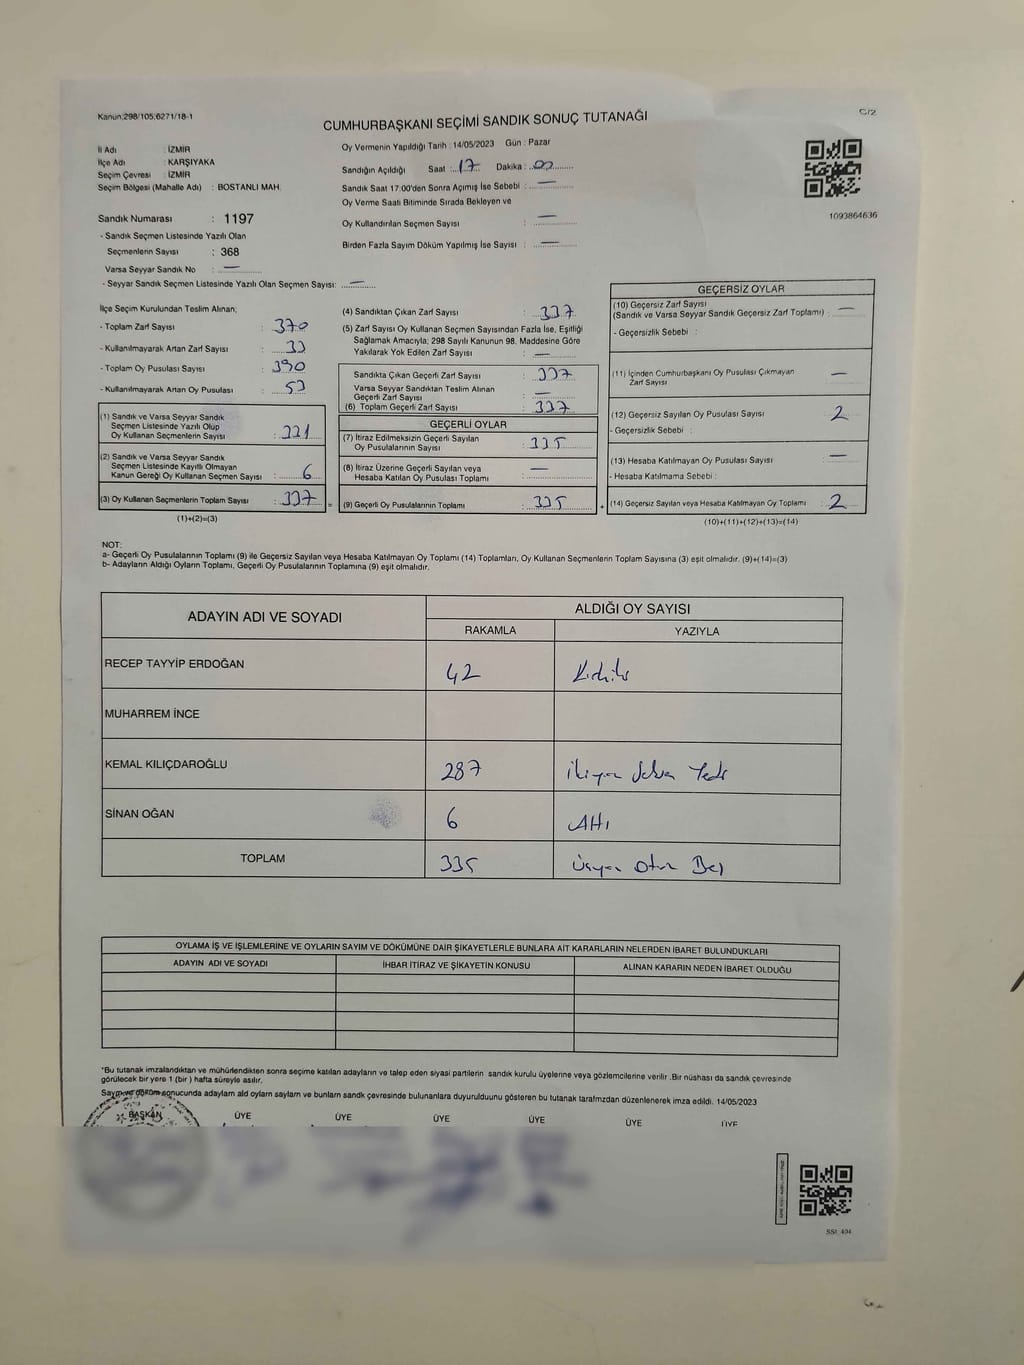 Kanun:298/105;6271/18-1
C/2
CUMHURBAŞKANI SEÇİMİ SANDIK SONUÇ TUTANAĞI
İl Adı : İZMİR
İlçe Adı : KARŞIYAKA
Seçim Çevresi : İZMİR
Seçim Bölgesi (Mahalle Adı) : BOSTANLI MAH.
Oy Vermenin Yapıldığı Tarih : 14/05/2023 Gün : Pazar
Sandığın Açıldığı Saat : 17 Dakika : 00
Sandık Saat 17:00'den Sonra Açımış İse Sebebi : —
Oy Verme Saati Bitiminde Sırada Bekleyen ve
Oy Kullandırılan Seçmen Sayısı : —
Birden Fazla Sayım Döküm Yapılmış İse Sayısı : —
1093864636
Sandık Numarası : 1197
- Sandık Seçmen Listesinde Yazılı Olan
Seçmenlerin Sayısı : 368
Varsa Seyyar Sandık No : —
- Seyyar Sandık Seçmen Listesinde Yazılı Olan Seçmen Sayısı: —
İlçe Seçim Kurulundan Teslim Alınan;
- Toplam Zarf Sayısı : 370
- Kullanılmayarak Artan Zarf Sayısı : 33
- Toplam Oy Pusulası Sayısı : 390
- Kullanılmayarak Artan Oy Pusulası : 53
(1) Sandık ve Varsa Seyyar Sandık
Seçmen Listesinde Yazılı Olup
Oy Kullanan Seçmenlerin Sayısı : 331
(2) Sandık ve Varsa Seyyar Sandık
Seçmen Listesinde Kayıtlı Olmayan
Kanun Gereği Oy Kullanan Seçmen Sayısı : 6
(3) Oy Kullanan Seçmenlerin Toplam Sayısı : 337
(1)+(2)=(3)
(4) Sandıktan Çıkan Zarf Sayısı : 337
(5) Zarf Sayısı Oy Kullanan Seçmen Sayısından Fazla İse, Eşitliği
Sağlamak Amacıyla; 298 Sayılı Kanunun 98. Maddesine Göre
Yakılarak Yok Edilen Zarf Sayısı : —
Sandıkta Çıkan Geçerli Zarf Sayısı : 337
Varsa Seyyar Sandıktan Teslim Alınan
Geçerli Zarf Sayısı : —
(6) Toplam Geçerli Zarf Sayısı : 337
GEÇERLİ OYLAR
(7) İtiraz Edilmeksizin Geçerli Sayılan
Oy Pusulalarının Sayısı : 335
(8) İtiraz Üzerine Geçerli Sayılan veya
Hesaba Katılan Oy Pusulası Toplamı : —
= (9) Geçerli Oy Pusulalarının Toplamı : 335 +
GEÇERSİZ OYLAR
(10) Geçersiz Zarf Sayısı
(Sandık ve Varsa Seyyar Sandık Geçersiz Zarf Toplamı) : —
- Geçersizlik Sebebi :
(11) İçinden Cumhurbaşkanı Oy Pusulası Çıkmayan
Zarf Sayısı : —
(12) Geçersiz Sayılan Oy Pusulası Sayısı : 2
- Geçersizlik Sebebi :
(13) Hesaba Katılmayan Oy Pusulası Sayısı : —
- Hesaba Katılmama Sebebi :
(14) Geçersiz Sayılan veya Hesaba Katılmayan Oy Toplamı : 2
(10)+(11)+(12)+(13)=(14)
NOT:
a- Geçerli Oy Pusulalarının Toplamı (9) ile Geçersiz Sayılan veya Hesaba Katılmayan Oy Toplamı (14) Toplamları, Oy Kullanan Seçmenlerin Toplam Sayısına (3) eşit olmalıdır. (9)+(14)=(3)
b- Adayların Aldığı Oyların Toplamı, Geçerli Oy Pusulalarının Toplamına (9) eşit olmalıdır.
ADAYIN ADI VE SOYADI
ALDIĞI OY SAYISI
RAKAMLA YAZIYLA
RECEP TAYYİP ERDOĞAN 42 Kırkiki
MUHARREM İNCE
KEMAL KILIÇDAROĞLU 287 İkiyüz Seksen Yedi
SİNAN OĞAN 6 Altı
TOPLAM 335 Üçyüz Otuz Beş
OYLAMA İŞ VE İŞLEMLERİNE VE OYLARIN SAYIM VE DÖKÜMÜNE DAİR ŞİKAYETLERLE BUNLARA AİT KARARLARIN NELERDEN İBARET BULUNDUKLARI
ADAYIN ADI VE SOYADI İHBAR İTİRAZ VE ŞİKAYETİN KONUSU ALINAN KARARIN NEDEN İBARET OLDUĞU
*Bu tutanak imzalandıktan ve mühürlendikten sonra seçime katılan adayların ve talep eden siyasi partilerin sandık kurulu üyelerine veya gözlemcilerine verilir .Bir nüshası da sandık çevresinde
görülecek bir yere 1 (bir ) hafta süreyle asılır.
Sayım ve döküm sonucunda adaylam ald oylarn saylam ve bunlarn sandk çevresinde bulunanlara duyurulduunu gösteren bu tutanak tarafmzdan düzenlenerek imza edildi. 14/05/2023
BAŞKAN ÜYE ÜYE ÜYE ÜYE ÜYE ÜYE